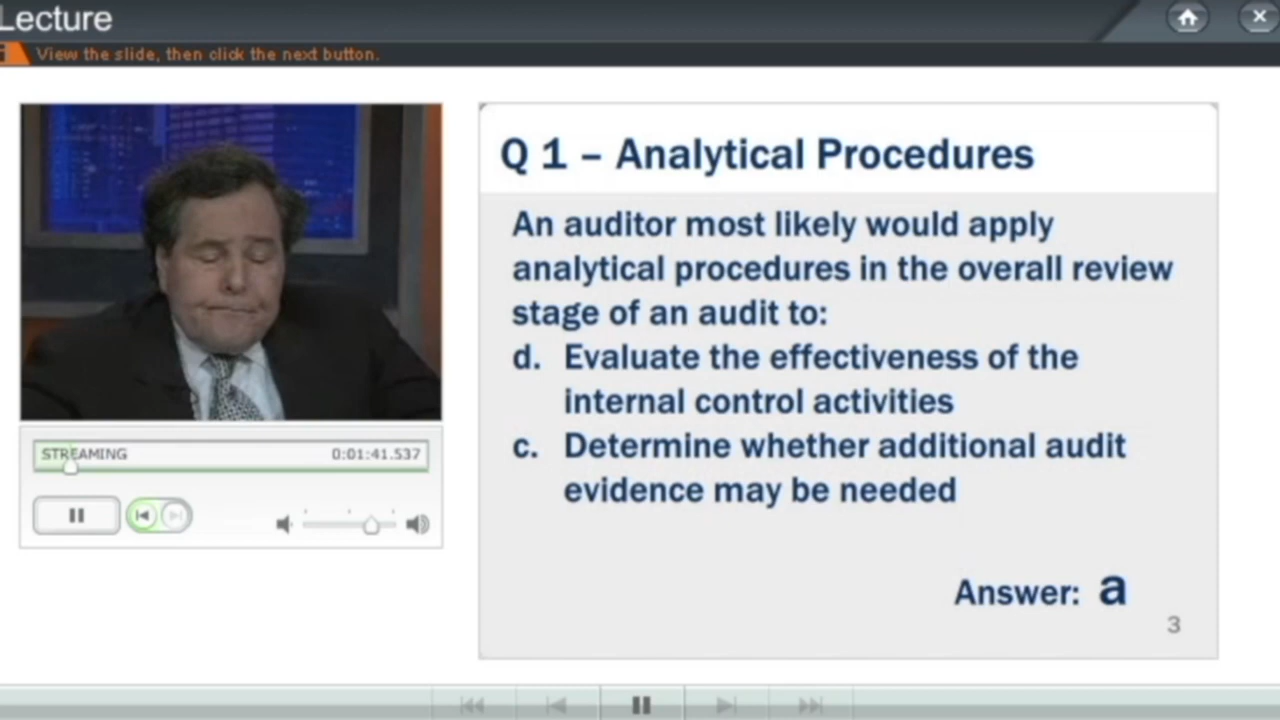 Lecture
View the slide, then click the next button.
Q 1 – Analytical Procedures
An auditor most likely would apply
analytical procedures in the overall review
stage of an audit to:
d. Evaluate the effectiveness of the
internal control activities
c. Determine whether additional audit
evidence may be needed
Answer: a
3
STREAMING 0:01:41.537